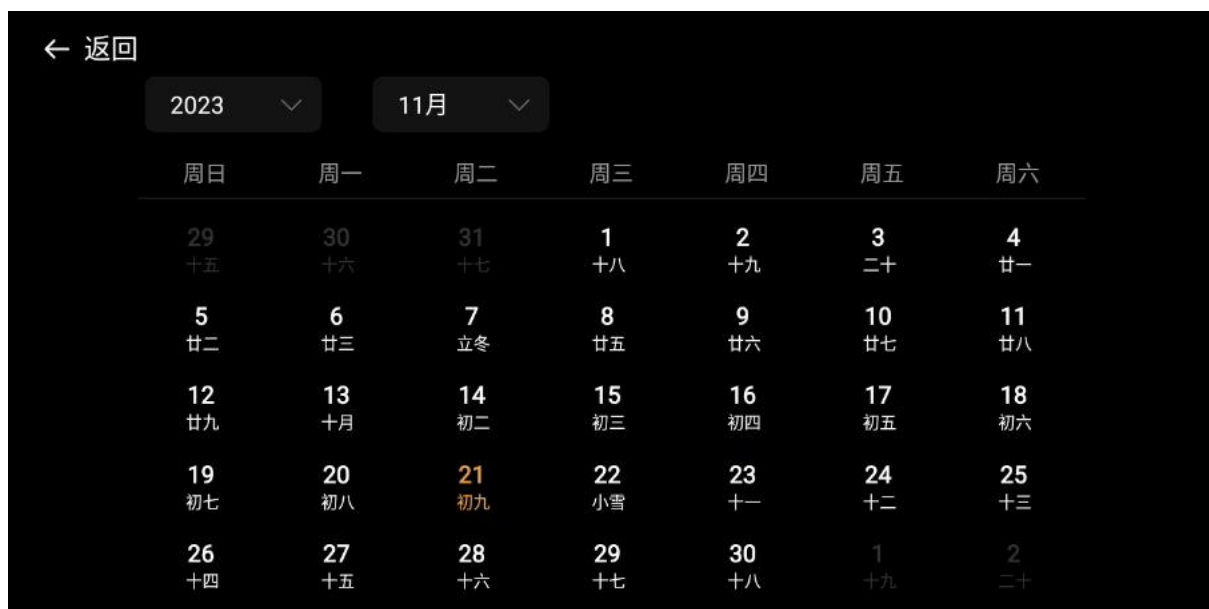 ← 返回
2023 11月
周日 周一 周二 周三 周四 周五 周六
29 30 31 1 2 3 4
十五 十六 十七 十八 十九 二十 廿一
5 6 7 8 9 10 11
廿二 廿三 立冬 廿五 廿六 廿七 廿八
12 13 14 15 16 17 18
廿九 十月 初二 初三 初四 初五 初六
19 20 21 22 23 24 25
初七 初八 初九 小雪 十一 十二 十三
26 27 28 29 30 1 2
十四 十五 十六 十七 十八 十九 二十